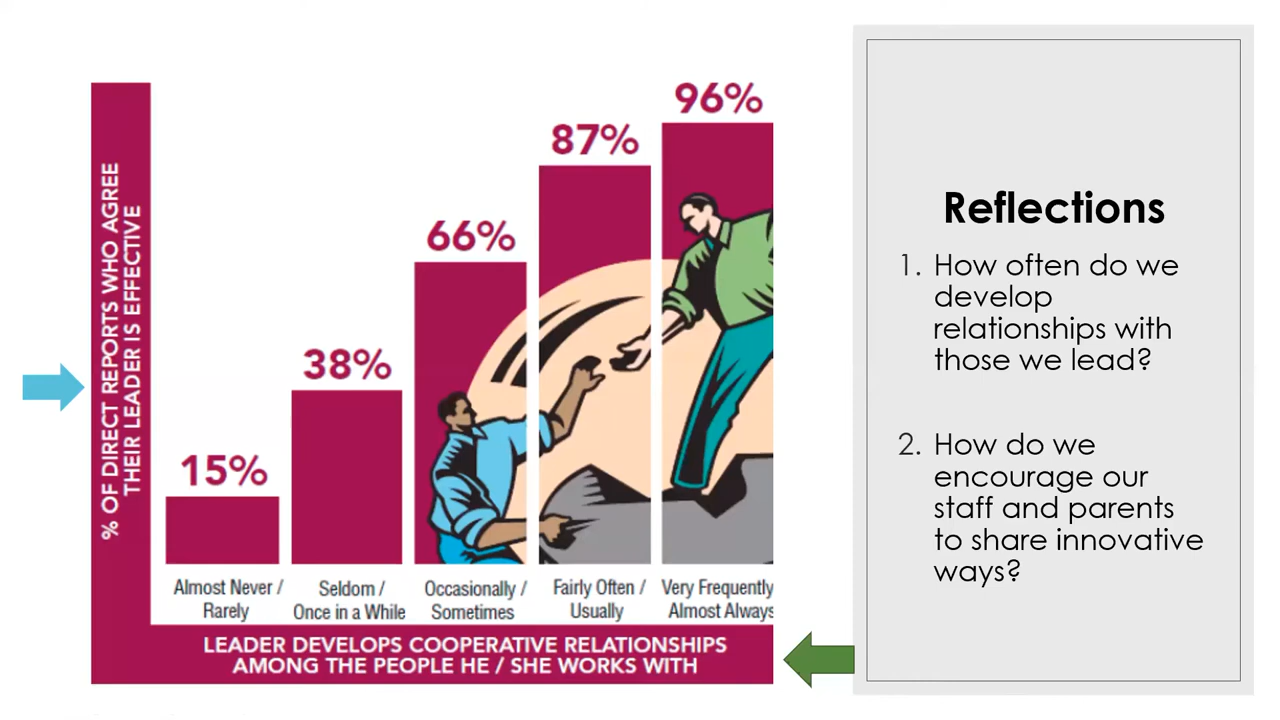 % OF DIRECT REPORTS WHO AGREE
THEIR LEADER IS EFFECTIVE
15%
38%
66%
87%
96%
Almost Never /
Rarely
Seldom /
Once in a While
Occasionally /
Sometimes
Fairly Often /
Usually
Very Frequently
Almost Always
LEADER DEVELOPS COOPERATIVE RELATIONSHIPS
AMONG THE PEOPLE HE / SHE WORKS WITH
Reflections
1. How often do we
develop
relationships with
those we lead?
2. How do we
encourage our
staff and parents
to share innovative
ways?